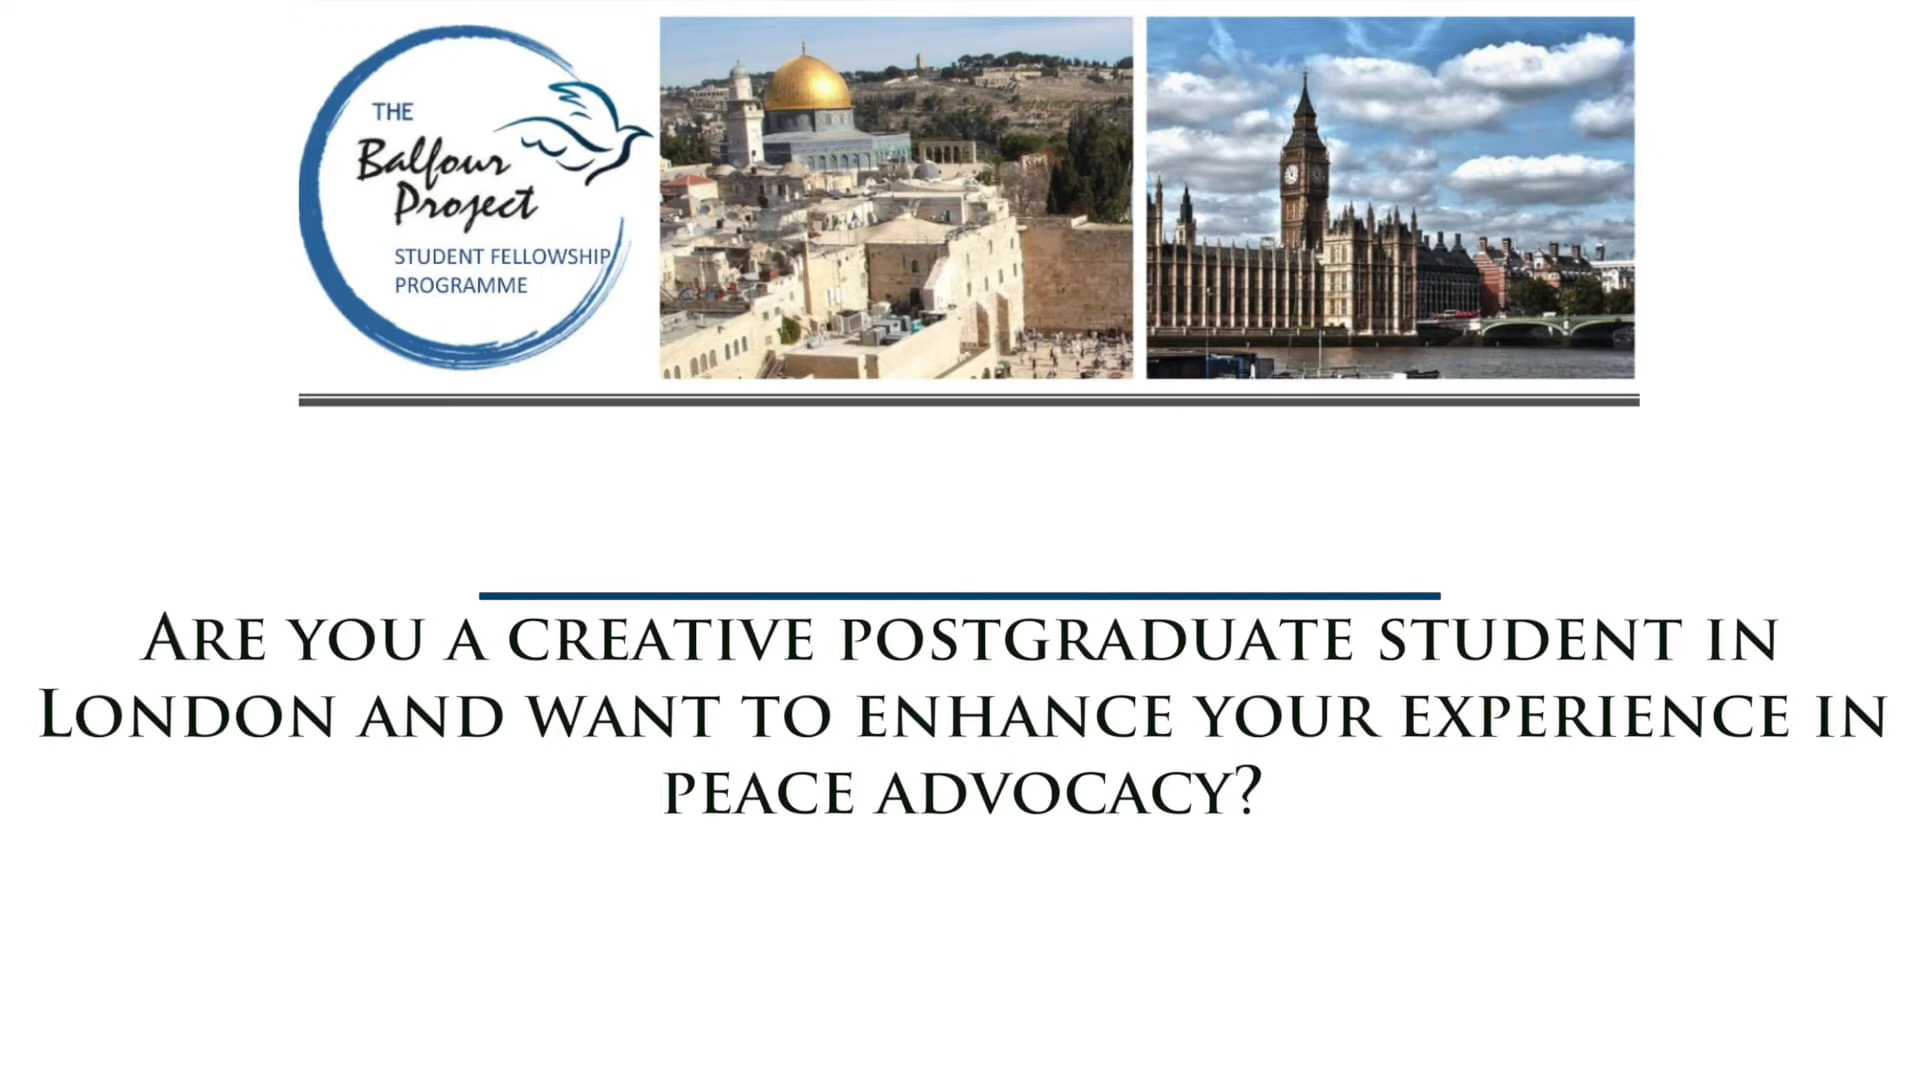 THE
Balfour
Project
STUDENT FELLOWSHIP
PROGRAMME
Are you a creative postgraduate student in
London and want to enhance your experience in
peace advocacy?